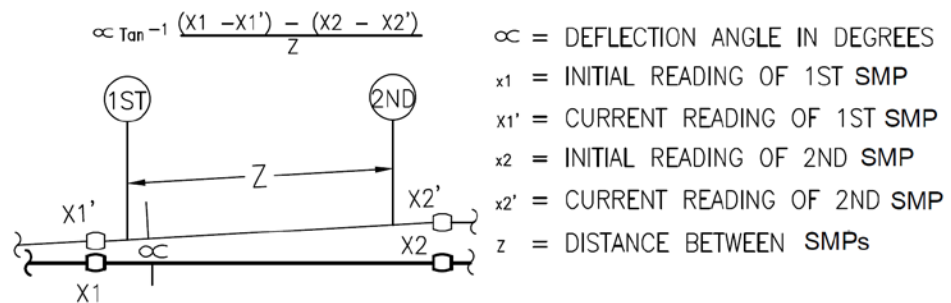 ∝ Tan⁻¹ (X1 -X1') - (X2 - X2')
Z
1ST
2ND
Z
X1'
X2'
∝
X2
X1
∝ = DEFLECTION ANGLE IN DEGREES
x1 = INITIAL READING OF 1ST SMP
x1' = CURRENT READING OF 1ST SMP
x2 = INITIAL READING OF 2ND SMP
x2' = CURRENT READING OF 2ND SMP
z = DISTANCE BETWEEN SMPs